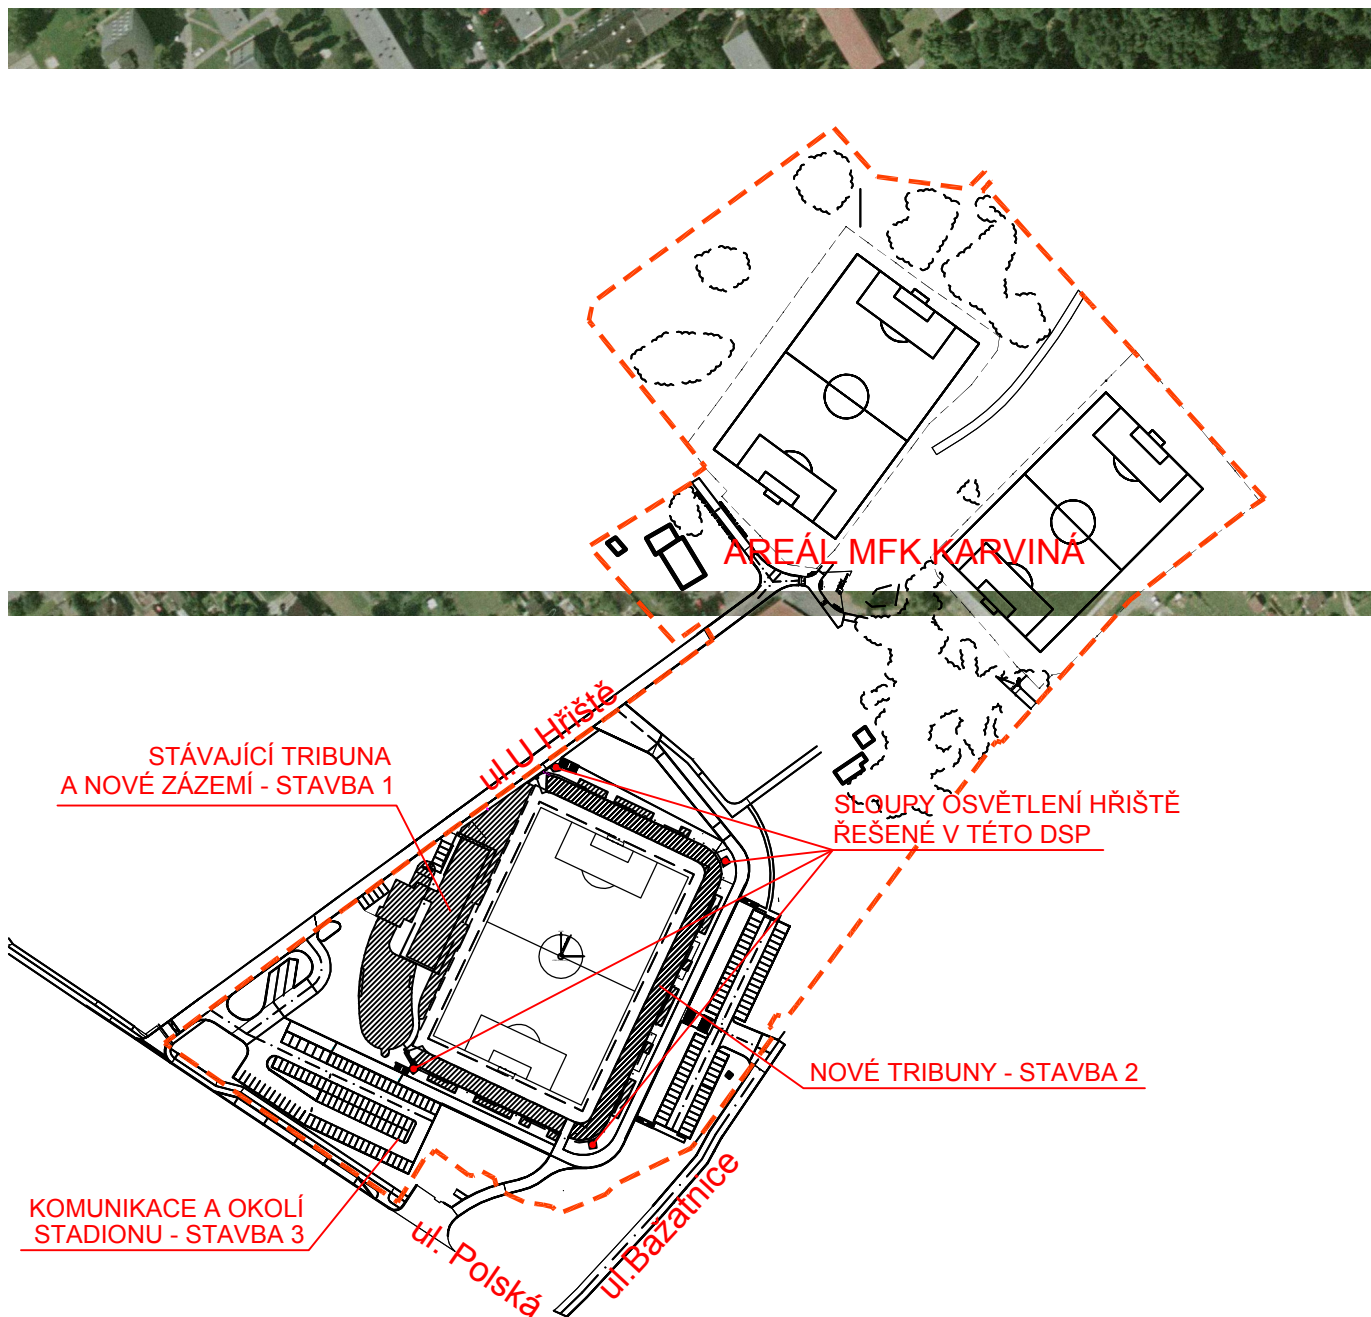 AREÁL MFK KARVINÁ
ul.U Hřiště
STÁVAJÍCÍ TRIBUNA
A NOVÉ ZÁZEMÍ - STAVBA 1
SLOUPY OSVĚTLENÍ HŘIŠTĚ
ŘEŠENÉ V TÉTO DSP
NOVÉ TRIBUNY - STAVBA 2
KOMUNIKACE A OKOLÍ
STADIONU - STAVBA 3
ul. Polská
ul.Bažatnice